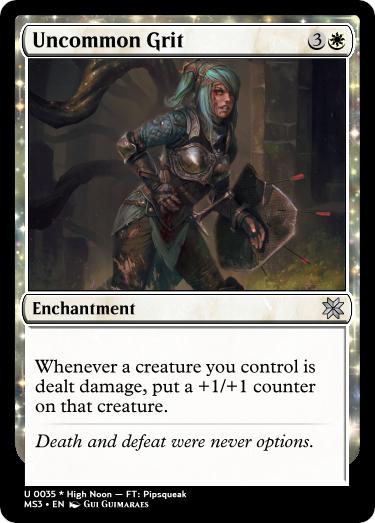 Uncommon Grit 3
Enchantment
Whenever a creature you control is
dealt damage, put a +1/+1 counter
on that creature.
Death and defeat were never options.
U 0035 * High Noon — FT: Pipsqueak
MS3 • EN Gui Guimaraes